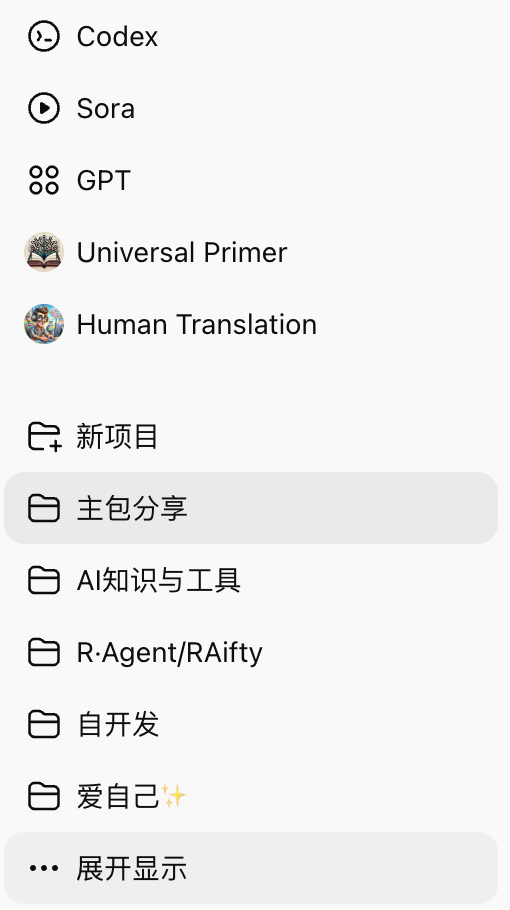 Codex
Sora
GPT
Universal Primer
Human Translation
新项目
主包分享
AI知识与工具
R·Agent/RAifty
自开发
爱自己✨
展开显示